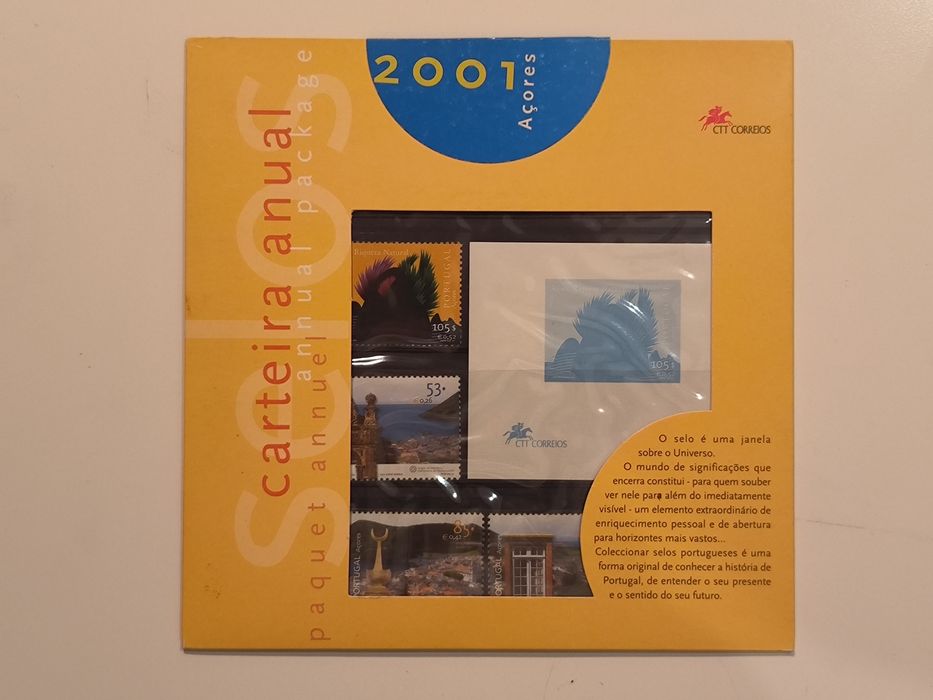 2001
Açores
CTT CORREIOS
selos
carteira anual
annual package
paquet annuel
Riqueza Natural
PORTUGAL
105$
€0,52
105$
53•
€0,26
CTT CORREIOS
85•
€0,42
PORTUGAL Açores
PORTUGAL Açores
O selo é uma janela
sobre o Universo.
O mundo de significações que
encerra constitui - para quem souber
ver nele para além do imediatamente
visível - um elemento extraordinário de
enriquecimento pessoal e de abertura
para horizontes mais vastos...
Coleccionar selos portugueses é uma
forma original de conhecer a história de
Portugal, de entender o seu presente
e o sentido do seu futuro.